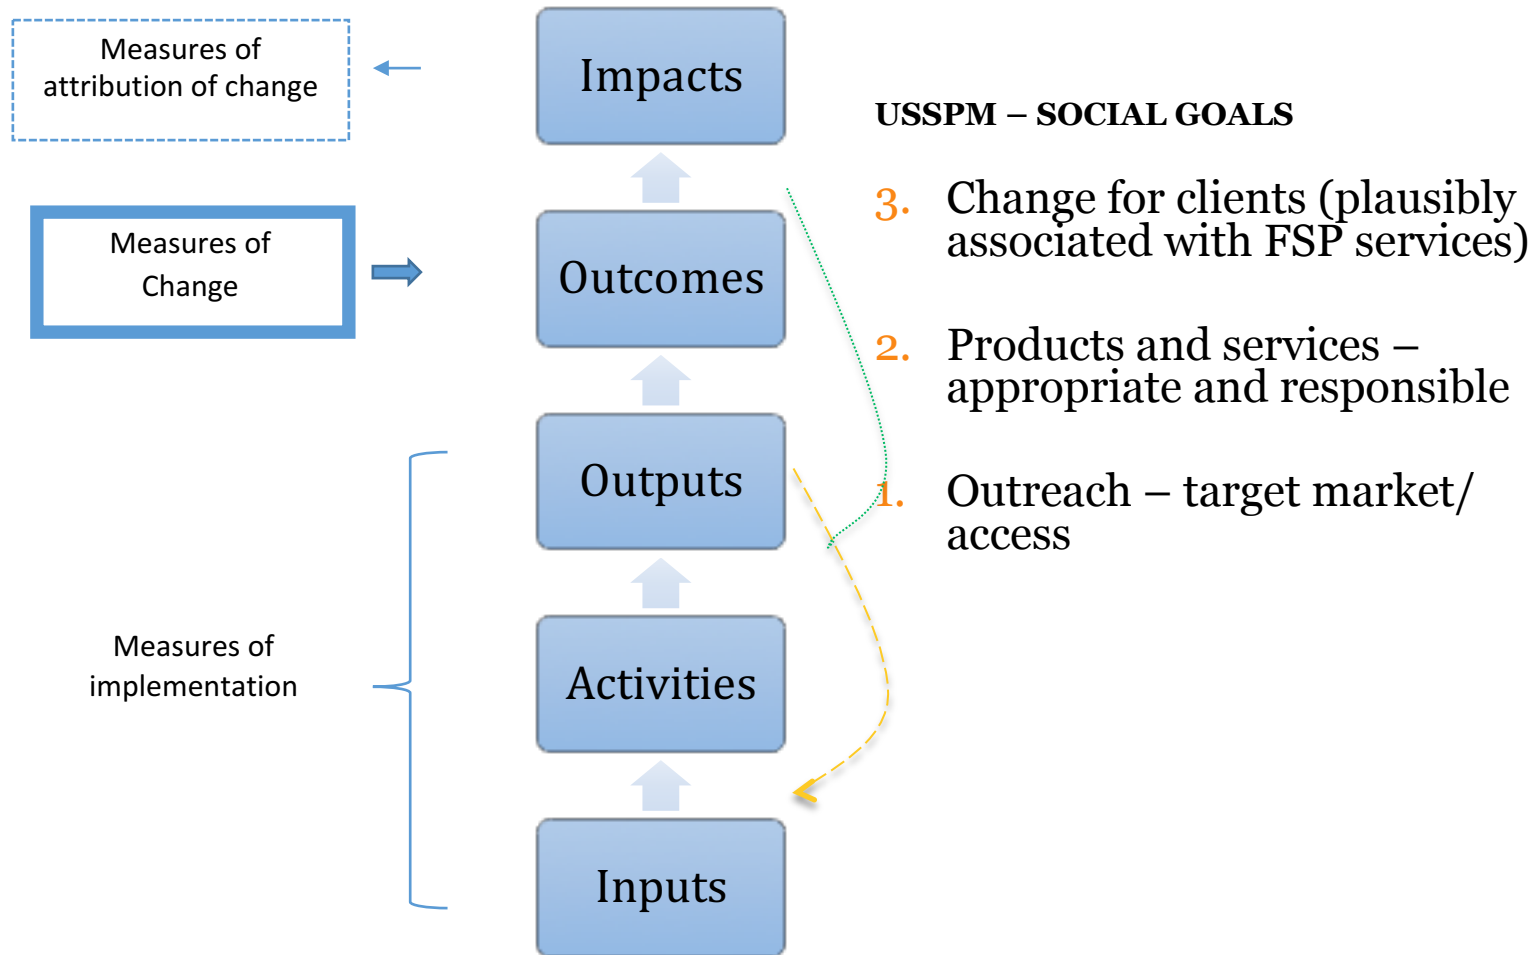 Measures of
attribution of change
Impacts
USSPM – SOCIAL GOALS
3. Change for clients (plausibly
associated with FSP services)
Measures of
Change
Outcomes
2. Products and services –
appropriate and responsible
Outputs
1. Outreach – target market/
access
Measures of
implementation
Activities
Inputs